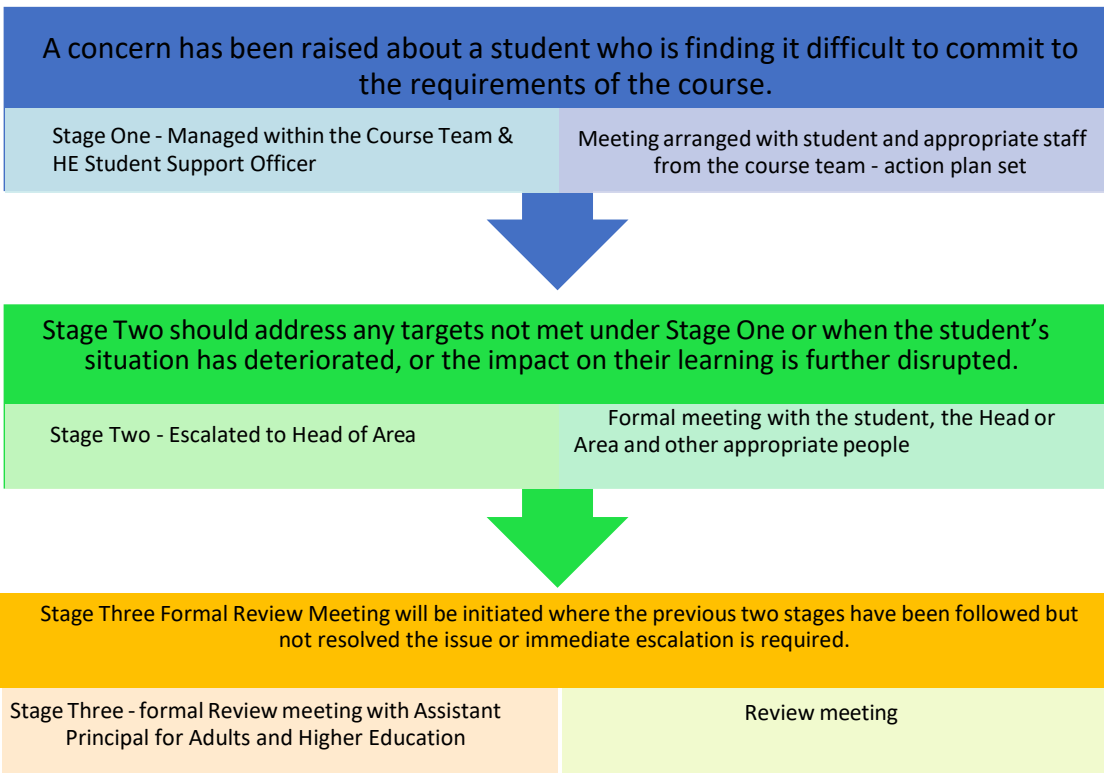 A concern has been raised about a student who is finding it difficult to commit to
the requirements of the course.
Stage One - Managed within the Course Team &
HE Student Support Officer
Meeting arranged with student and appropriate staff
from the course team - action plan set
Stage Two should address any targets not met under Stage One or when the student’s
situation has deteriorated, or the impact on their learning is further disrupted.
Stage Two - Escalated to Head of Area
Formal meeting with the student, the Head or
Area and other appropriate people
Stage Three Formal Review Meeting will be initiated where the previous two stages have been followed but
not resolved the issue or immediate escalation is required.
Stage Three - formal Review meeting with Assistant
Principal for Adults and Higher Education
Review meeting